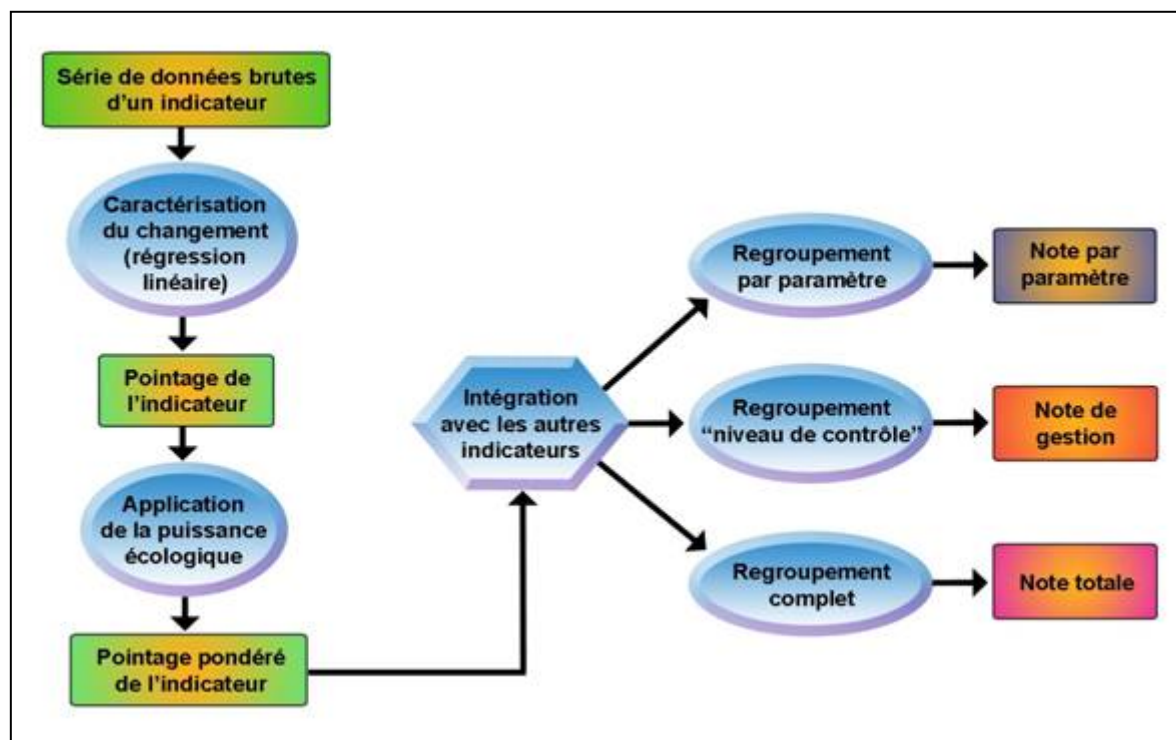 Série de données brutes
d'un indicateur
Caractérisation
du changement
(régression
linéaire)
Pointage de
l'indicateur
Application
de la puissance
écologique
Pointage pondéré
de l'indicateur
Intégration
avec les autres
indicateurs
Regroupement
par paramètre
Note par
paramètre
Regroupement
“niveau de contrôle”
Note de
gestion
Regroupement
complet
Note totale